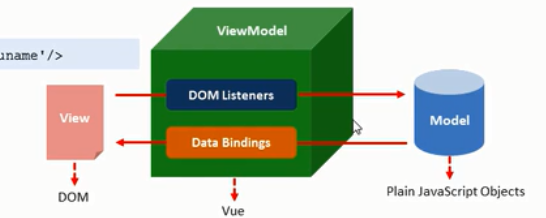 ViewModel
uname'/>
DOM Listeners
View
Model
Data Bindings
DOM
Vue
Plain JavaScript Objects